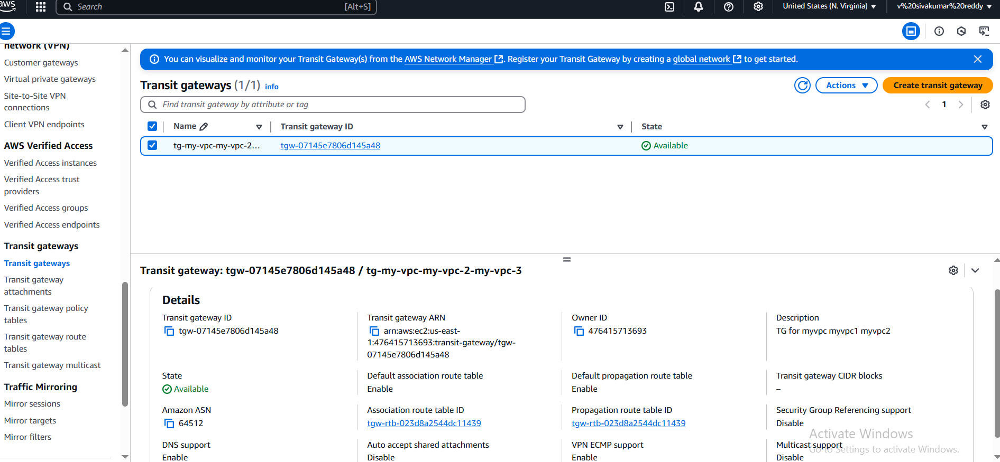 aws
Search
[Alt+S]
United States (N. Virginia)
v%20sivakumar%20reddy
network (VPN)
Customer gateways
Virtual private gateways
Site-to-Site VPN
connections
Client VPN endpoints
AWS Verified Access
Verified Access instances
Verified Access trust
providers
Verified Access groups
Verified Access endpoints
Transit gateways
Transit gateways
Transit gateway
attachments
Transit gateway policy
tables
Transit gateway route
tables
Transit gateway multicast
Traffic Mirroring
Mirror sessions
Mirror targets
Mirror filters
You can visualize and monitor your Transit Gateway(s) from the AWS Network Manager. Register your Transit Gateway by creating a global network to get started.
Transit gateways (1/1) info
Actions
Create transit gateway
Find transit gateway by attribute or tag
1
Name
Transit gateway ID
State
tg-my-vpc-my-vpc-2...
tgw-07145e7806d145a48
Available
Transit gateway: tgw-07145e7806d145a48 / tg-my-vpc-my-vpc-2-my-vpc-3
Details
Transit gateway ID
tgw-07145e7806d145a48
Transit gateway ARN
arn:aws:ec2:us-east-
1:476415713693:transit-gateway/tgw-
07145e7806d145a48
Owner ID
476415713693
Description
TG for myvpc myvpc1 myvpc2
State
Available
Default association route table
Enable
Default propagation route table
Enable
Transit gateway CIDR blocks
–
Amazon ASN
64512
Association route table ID
tgw-rtb-023d8a2544dc11439
Propagation route table ID
tgw-rtb-023d8a2544dc11439
Security Group Referencing support
Disable
DNS support
Enable
Auto accept shared attachments
Disable
VPN ECMP support
Enable
Multicast support
Disable
Activate Windows
Go to Settings to activate Windows.